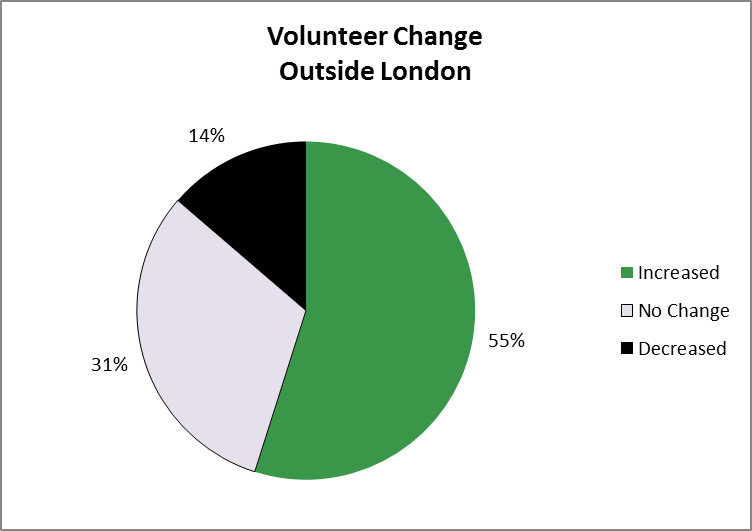 Volunteer Change
Outside London
14%
31%
55%
Increased
No Change
Decreased